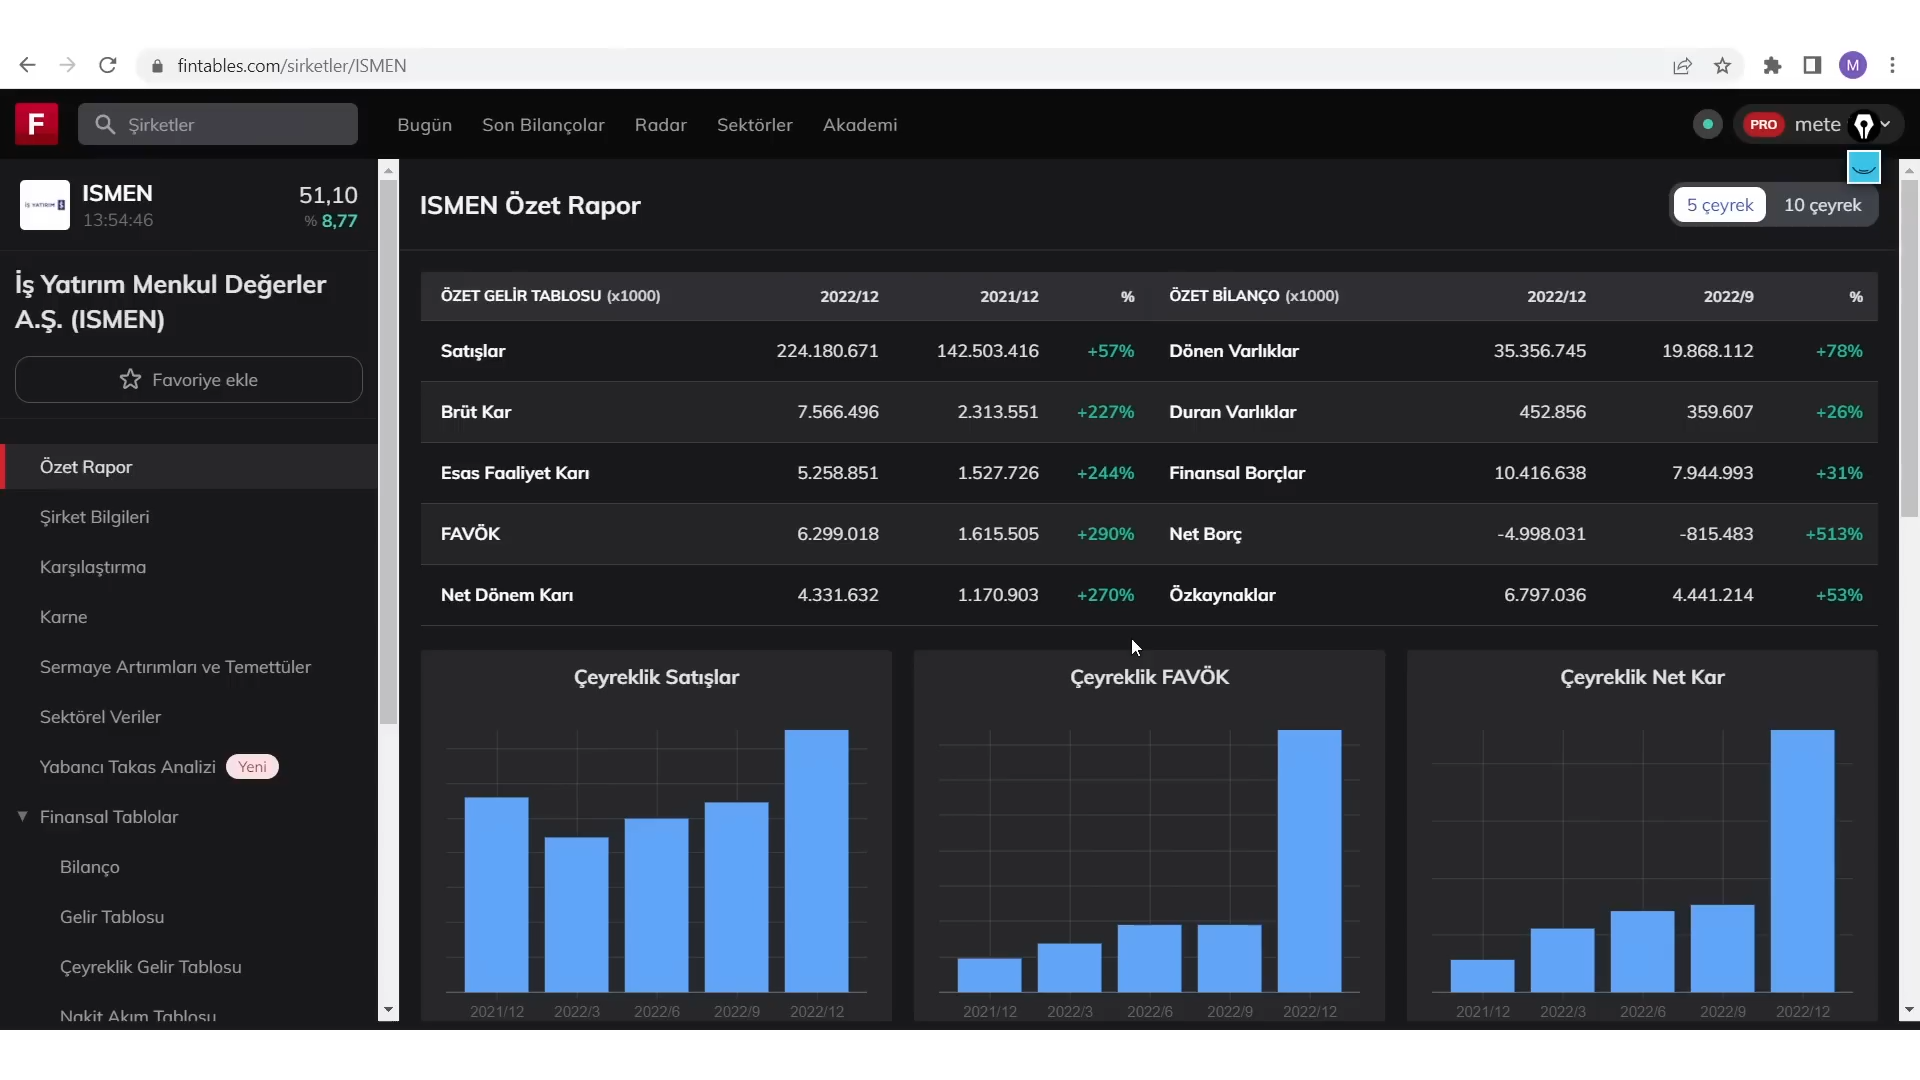 fintables.com/sirketler/ISMEN
M
F
Şirketler
Bugün
Son Bilançolar
Radar
Sektörler
Akademi
PRO
mete
İŞ YATIRIM
ISMEN
51,10
13:54:46
% 8,77
İş Yatırım Menkul Değerler
A.Ş. (ISMEN)
Favoriye ekle
Özet Rapor
Şirket Bilgileri
Karşılaştırma
Karne
Sermaye Artırımları ve Temettüler
Sektörel Veriler
Yabancı Takas Analizi Yeni
Finansal Tablolar
Bilanço
Gelir Tablosu
Çeyreklik Gelir Tablosu
Nakit Akım Tablosu
ISMEN Özet Rapor
5 çeyrek
10 çeyrek
ÖZET GELİR TABLOSU (x1000) 2022/12 2021/12 % ÖZET BİLANÇO (x1000) 2022/12 2022/9 %
Satışlar 224.180.671 142.503.416 +57% Dönen Varlıklar 35.356.745 19.868.112 +78%
Brüt Kar 7.566.496 2.313.551 +227% Duran Varlıklar 452.856 359.607 +26%
Esas Faaliyet Karı 5.258.851 1.527.726 +244% Finansal Borçlar 10.416.638 7.944.993 +31%
FAVÖK 6.299.018 1.615.505 +290% Net Borç -4.998.031 -815.483 +513%
Net Dönem Karı 4.331.632 1.170.903 +270% Özkaynaklar 6.797.036 4.441.214 +53%
Çeyreklik Satışlar
2021/12 2022/3 2022/6 2022/9 2022/12
Çeyreklik FAVÖK
2021/12 2022/3 2022/6 2022/9 2022/12
Çeyreklik Net Kar
2021/12 2022/3 2022/6 2022/9 2022/12